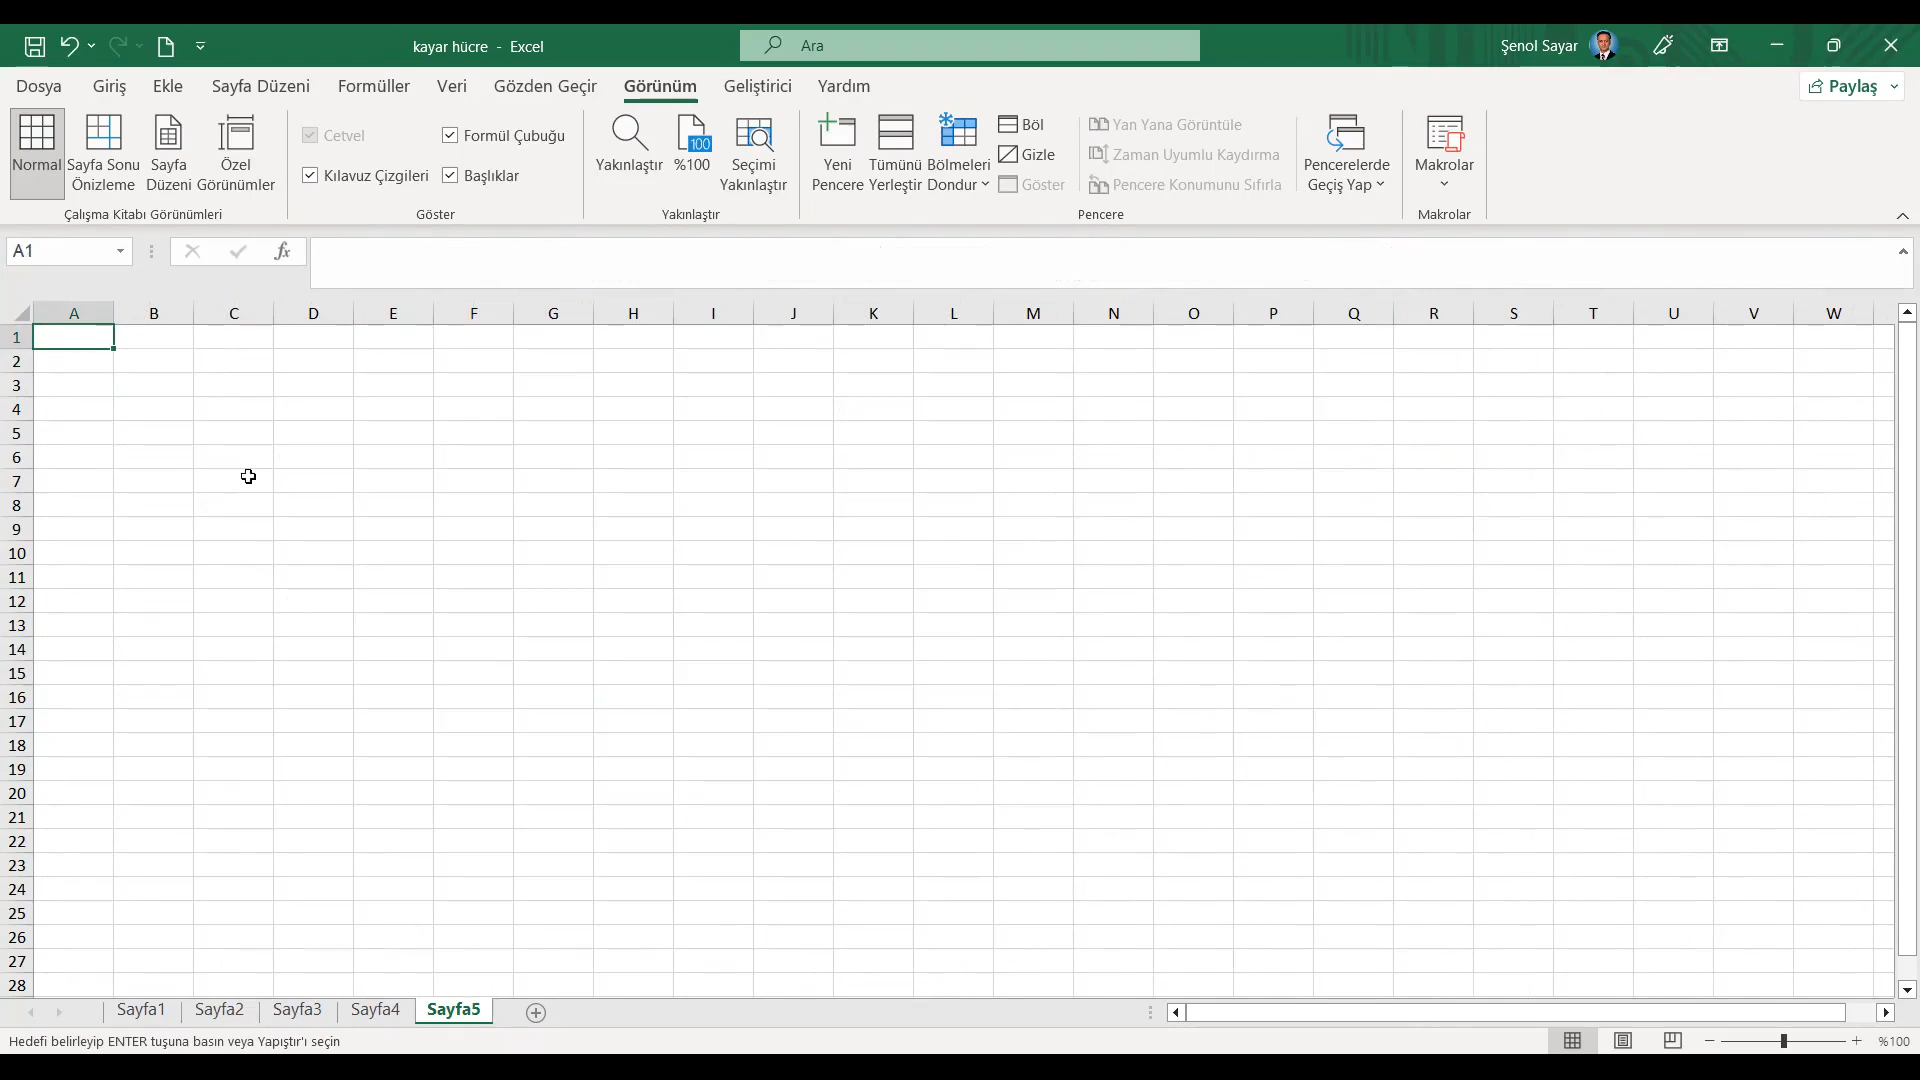 kayar hücre - Excel
Ara
Şenol Sayar
Dosya Giriş Ekle Sayfa Düzeni Formüller Veri Gözden Geçir Görünüm Geliştirici Yardım
Paylaş
Normal
Sayfa Sonu
Önizleme
Sayfa
Düzeni
Özel
Görünümler
Çalışma Kitabı Görünümleri
Cetvel
Formül Çubuğu
Kılavuz Çizgileri
Başlıklar
Göster
Yakınlaştır
100
%100
Seçimi
Yakınlaştır
Yakınlaştır
Yeni
Pencere
Tümünü
Yerleştir
Bölmeleri
Dondur
Böl
Gizle
Göster
Yan Yana Görüntüle
Zaman Uyumlu Kaydırma
Pencere Konumunu Sıfırla
Pencerelerde
Geçiş Yap
Pencere
Makrolar
Makrolar
A1
fx
A B C D E F G H I J K L M N O P Q R S T U V W
1
2
3
4
5
6
7
8
9
10
11
12
13
14
15
16
17
18
19
20
21
22
23
24
25
26
27
28
Sayfa1 Sayfa2 Sayfa3 Sayfa4 Sayfa5
Hedefi belirleyip ENTER tuşuna basın veya Yapıştır'ı seçin
%100